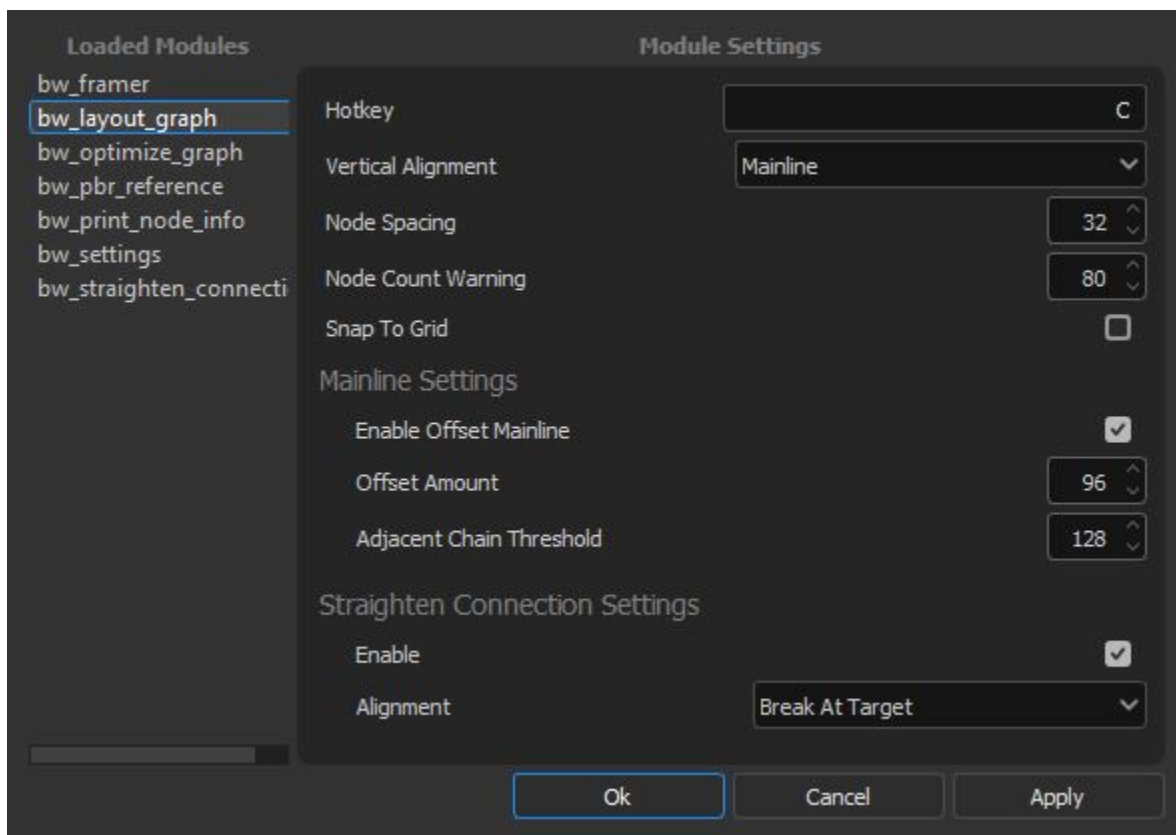 Loaded Modules
Module Settings
bw_framer
bw_layout_graph
bw_optimize_graph
bw_pbr_reference
bw_print_node_info
bw_settings
bw_straighten_connecti
Hotkey C
Vertical Alignment Mainline
Node Spacing 32
Node Count Warning 80
Snap To Grid
Mainline Settings
Enable Offset Mainline
Offset Amount 96
Adjacent Chain Threshold 128
Straighten Connection Settings
Enable
Alignment Break At Target
Ok Cancel Apply